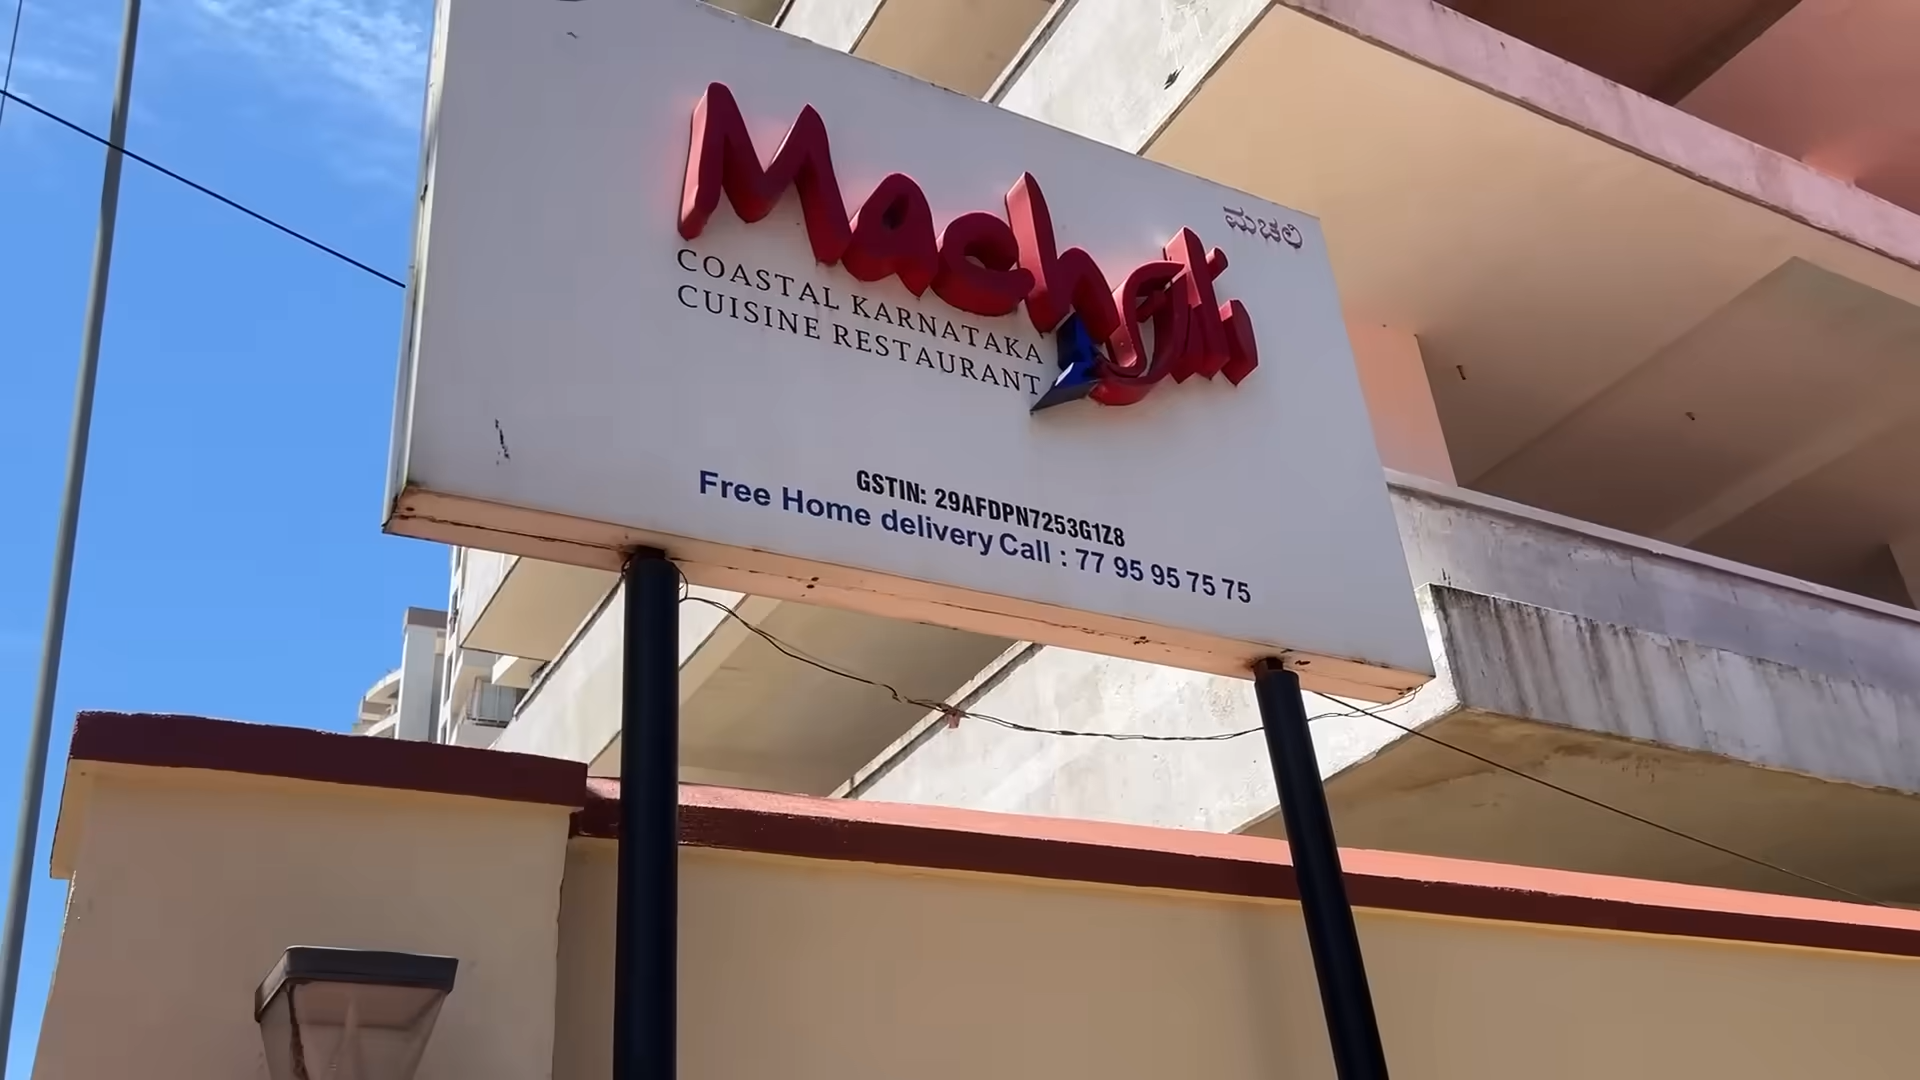 Machali
ಮಚಲಿ
COASTAL KARNATAKA
CUISINE RESTAURANT
GSTIN: 29AFDPN7253G1Z8
Free Home delivery Call : 77 95 95 75 75